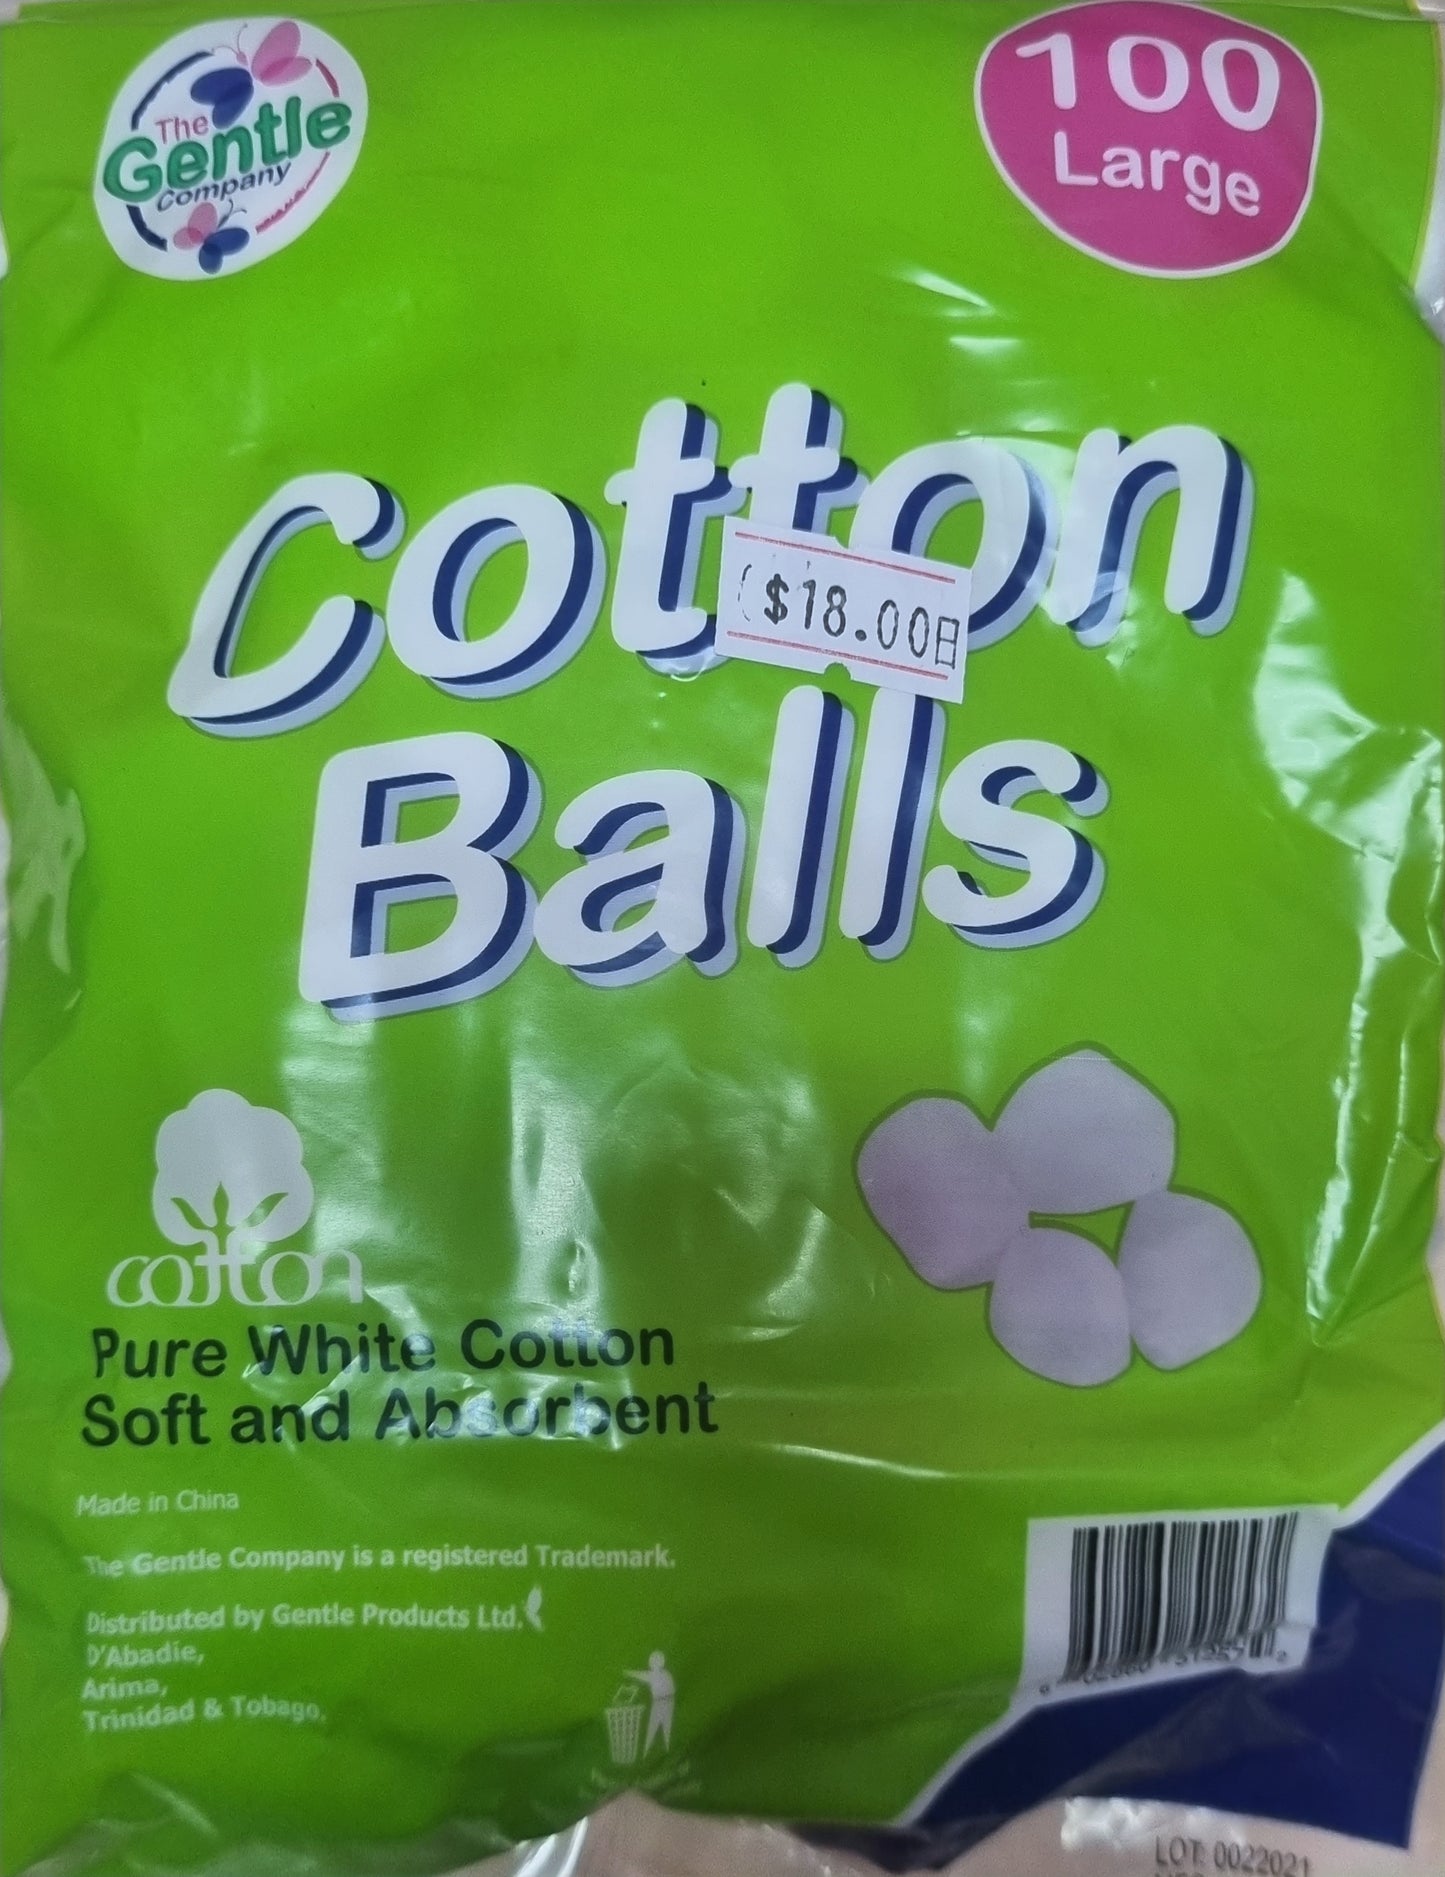 The
Gentle
Company
100
Large
Cotton
$18.00
Balls
cotton
Pure White Cotton
Soft and Absorbent
Made in China
The Gentle Company is a registered Trademark.
Distributed by Gentle Products Ltd.
D'Abadie,
Arima,
Trinidad & Tobago.
LOT: 0022021